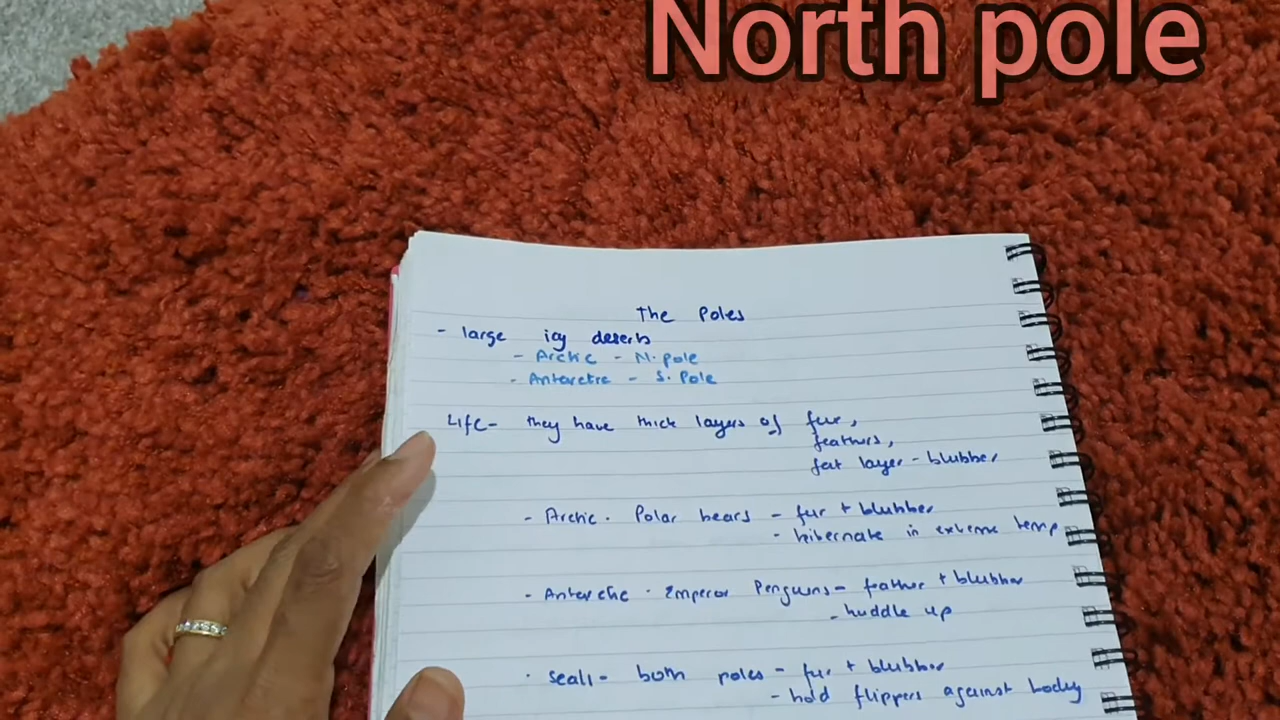 North pole
The Poles
- large icy deserts
- Arctic - N. pole
- Antarctic - S. Pole
Life - they have thick layers of fur,
feathers,
fat layer - blubber
- Arctic. Polar bears - fur + blubber
- hibernate in extreme temp
- Antarctic. Emperor Penguins - feather + blubber
- huddle up
. seals - both poles - fur + blubber
- hold flippers against body